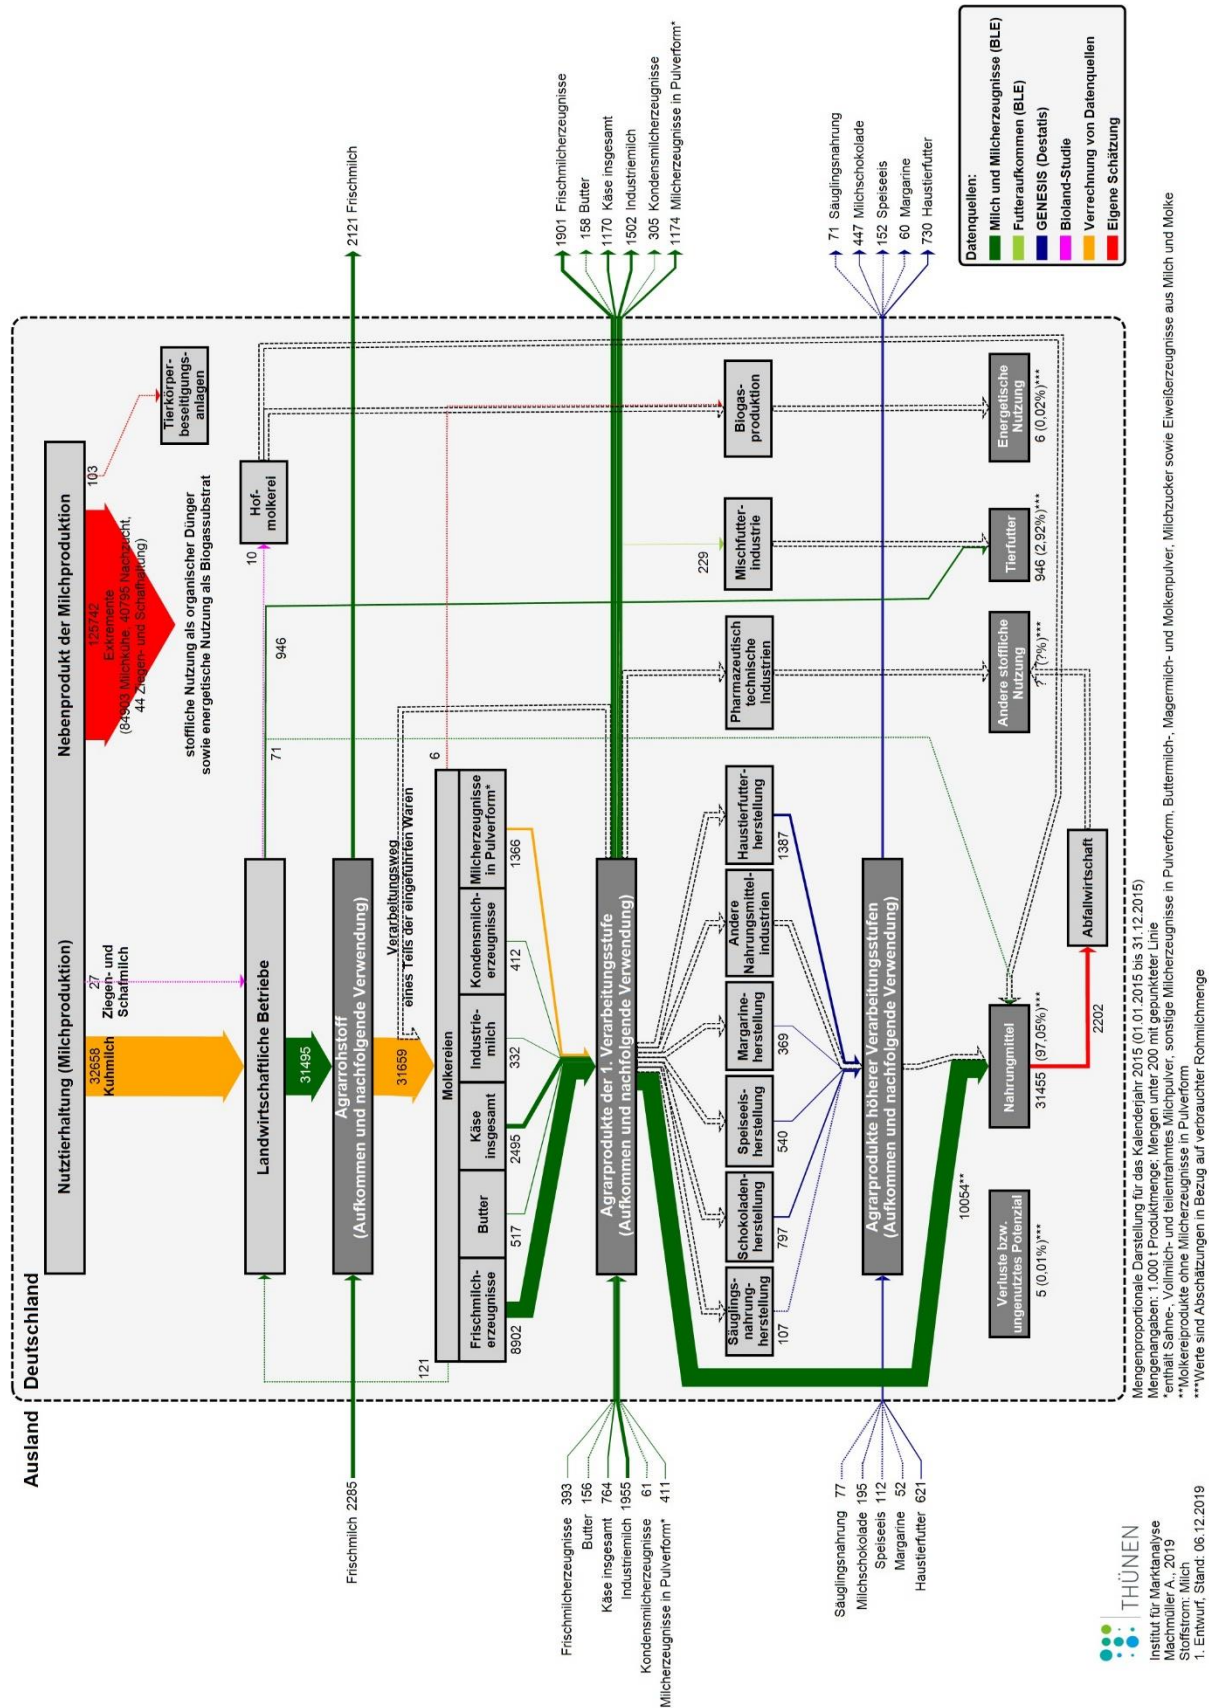 Ausland
Deutschland
Nutztierhaltung (Milchproduktion)
Nebenprodukt der Milchproduktion
32658
Kuhmilch
27
Ziegen- und
Schafmilch
125742
Exkremente
(84903 Milchkühe, 40795 Nachzucht,
44 Ziegen- und Schafhaltung)
103
Tierkörper-
beseitigungs-
anlagen
stoffliche Nutzung als organischer Dünger
sowie energetische Nutzung als Biogassubstrat
Landwirtschaftliche Betriebe
10
Hof-
molkerei
121
31495
71
946
Frischmilch 2285
Agrarrohstoff
(Aufkommen und nachfolgende Verwendung)
2121 Frischmilch
31659
Verarbeitungsweg
eines Teils der eingeführten Waren
Molkereien
6
Frischmilch-
erzeugnisse
Butter
Käse
insgesamt
Industrie-
milch
Kondensmilch-
erzeugnisse
Milcherzeugnisse
in Pulverform*
8902
517
2495
332
412
1366
Frischmilcherzeugnisse 393
Butter 156
Käse insgesamt 764
Industriemilch 1955
Kondensmilcherzeugnisse 61
Milcherzeugnisse in Pulverform* 411
Agrarprodukte der 1. Verarbeitungsstufe
(Aufkommen und nachfolgende Verwendung)
1901 Frischmilcherzeugnisse
158 Butter
1170 Käse insgesamt
1502 Industriemilch
305 Kondensmilcherzeugnisse
1174 Milcherzeugnisse in Pulverform*
229
Säuglings-
nahrung-
herstellung
Schokoladen-
herstellung
Speiseeis-
herstellung
Margarine-
herstellung
Andere
Nahrungsmittel-
industrien
Haustierfutter-
herstellung
Pharmazeutisch
technische
Industrien
Mischfutter-
industrie
Biogas-
produktion
107
797
540
369
1387
Säuglingsnahrung 77
Milchschokolade 195
Speiseeis 112
Margarine 52
Haustierfutter 621
Agrarprodukte höherer Verarbeitungsstufen
(Aufkommen und nachfolgende Verwendung)
71 Säuglingsnahrung
447 Milchschokolade
152 Speiseeis
60 Margarine
730 Haustierfutter
10054**
Verluste bzw.
ungenutztes Potenzial
5 (0,01%)***
Nahrungmittel
31455 (97,05%)***
Andere stoffliche
Nutzung
? (?%)***
Tierfutter
946 (2,92%)***
Energetische
Nutzung
6 (0,02%)***
2202
Abfallwirtschaft
Datenquellen:
Milch und Milcherzeugnisse (BLE)
Futteraufkommen (BLE)
GENESIS (Destatis)
Bioland-Studie
Verrechnung von Datenquellen
Eigene Schätzung
Mengenproportionale Darstellung für das Kalenderjahr 2015 (01.01.2015 bis 31.12.2015)
Mengenangaben: 1.000 t Produktmenge; Mengen unter 200 mit gepunkteter Linie
*enthält Sahne-, Vollmilch- und teilentrahmtes Milchpulver, sonstige Milcherzeugnisse in Pulverform, Buttermilch-, Magermilch- und Molkenpulver, Milchzucker sowie Eiweißerzeugnisse aus Milch und Molke
**Molkereiprodukte ohne Milcherzeugnisse in Pulverform
***Werte sind Abschätzungen in Bezug auf verbrauchter Rohmilchmenge
THÜNEN
Institut für Marktanalyse
Machmüller A., 2019
Stoffstrom: Milch
1. Entwurf, Stand: 06.12.2019